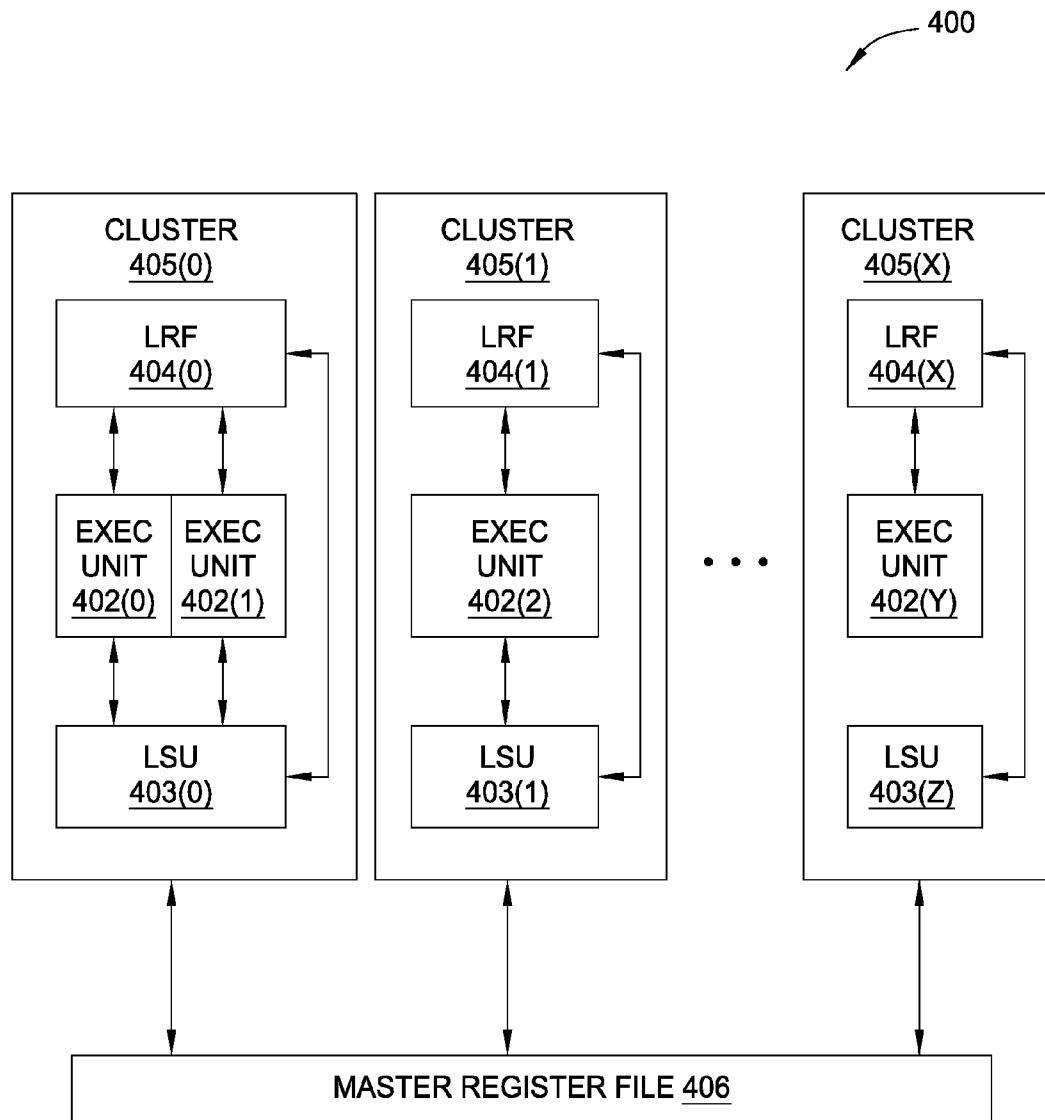 400
CLUSTER
405(0)
LRF
404(0)
EXEC
UNIT
402(0)
EXEC
UNIT
402(1)
LSU
403(0)
CLUSTER
405(1)
LRF
404(1)
EXEC
UNIT
402(2)
LSU
403(1)
CLUSTER
405(X)
LRF
404(X)
EXEC
UNIT
402(Y)
LSU
403(Z)
MASTER REGISTER FILE 406